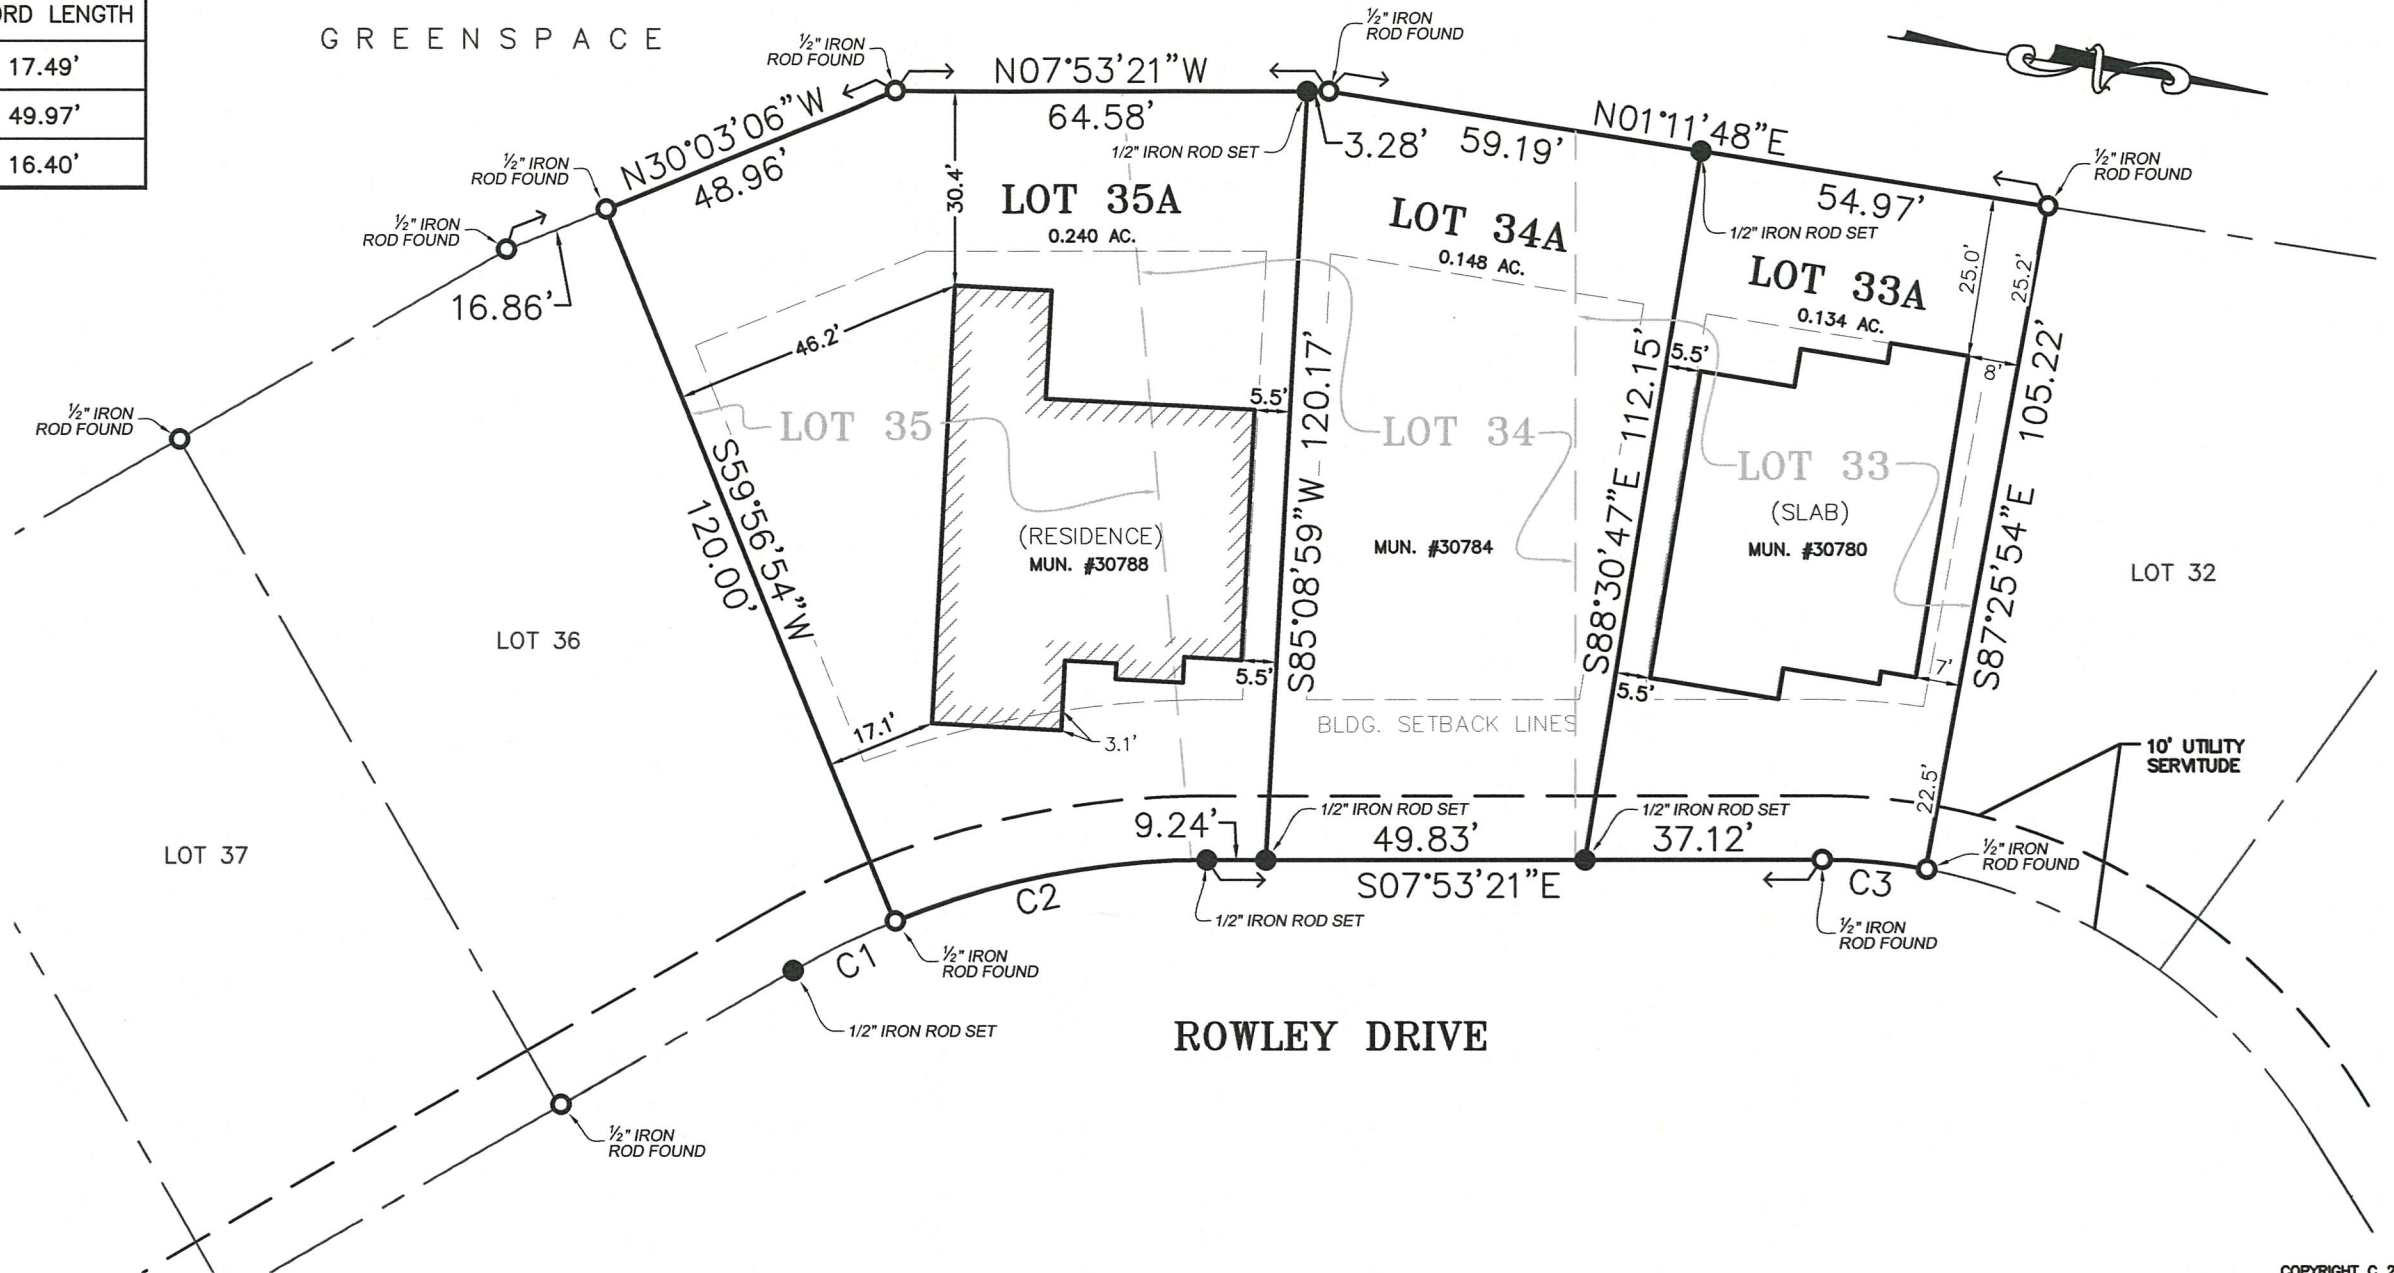 LENGTH
17.49'
49.97'
16.40'
GREENSPACE
½" IRON
ROD FOUND
½" IRON
ROD FOUND
N07°53'21"W
64.58'
N30°03'06"W
48.96'
½" IRON
ROD FOUND
½" IRON
ROD FOUND
16.86'
½" IRON
ROD FOUND
30.4'
1/2" IRON ROD SET
3.28'
59.19'
N01°11'48"E
½" IRON
ROD FOUND
54.97'
1/2" IRON ROD SET
LOT 35A
0.240 AC.
LOT 34A
0.148 AC.
LOT 33A
0.134 AC.
25.0'
25.2'
46.2'
5.5'
5.5'
8'
LOT 35
LOT 34
LOT 33
S59°56'54"W
120.00'
S85°08'59"W 120.17'
S88°30'47"E 112.15'
S87°25'54"E 105.22'
(RESIDENCE)
MUN. #30788
MUN. #30784
(SLAB)
MUN. #30780
LOT 32
LOT 36
LOT 37
5.5'
5.5'
7'
17.1'
3.1'
BLDG. SETBACK LINES
10' UTILITY
SERVITUDE
22.5'
9.24'
1/2" IRON ROD SET
49.83'
1/2" IRON ROD SET
37.12'
½" IRON
ROD FOUND
S07°53'21"E
C1
C2
C3
1/2" IRON ROD SET
½" IRON
ROD FOUND
½" IRON
ROD FOUND
1/2" IRON ROD SET
ROWLEY DRIVE
½" IRON
ROD FOUND
COPYRIGHT C 2